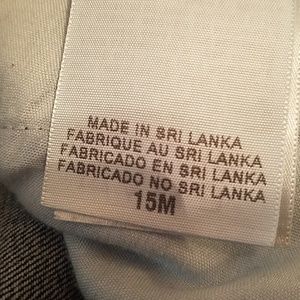 MADE IN SRI LANKA
FABRIQUE AU SRI LANKA
FABRICADO EN SRI LANKA
FABRICADO NO SRI LANKA
15M